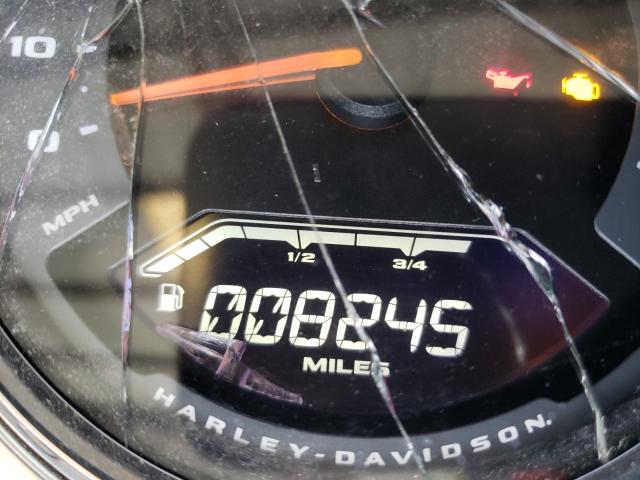 10
0
MPH
1/2 3/4
008245
MILES
HARLEY-DAVIDSON.